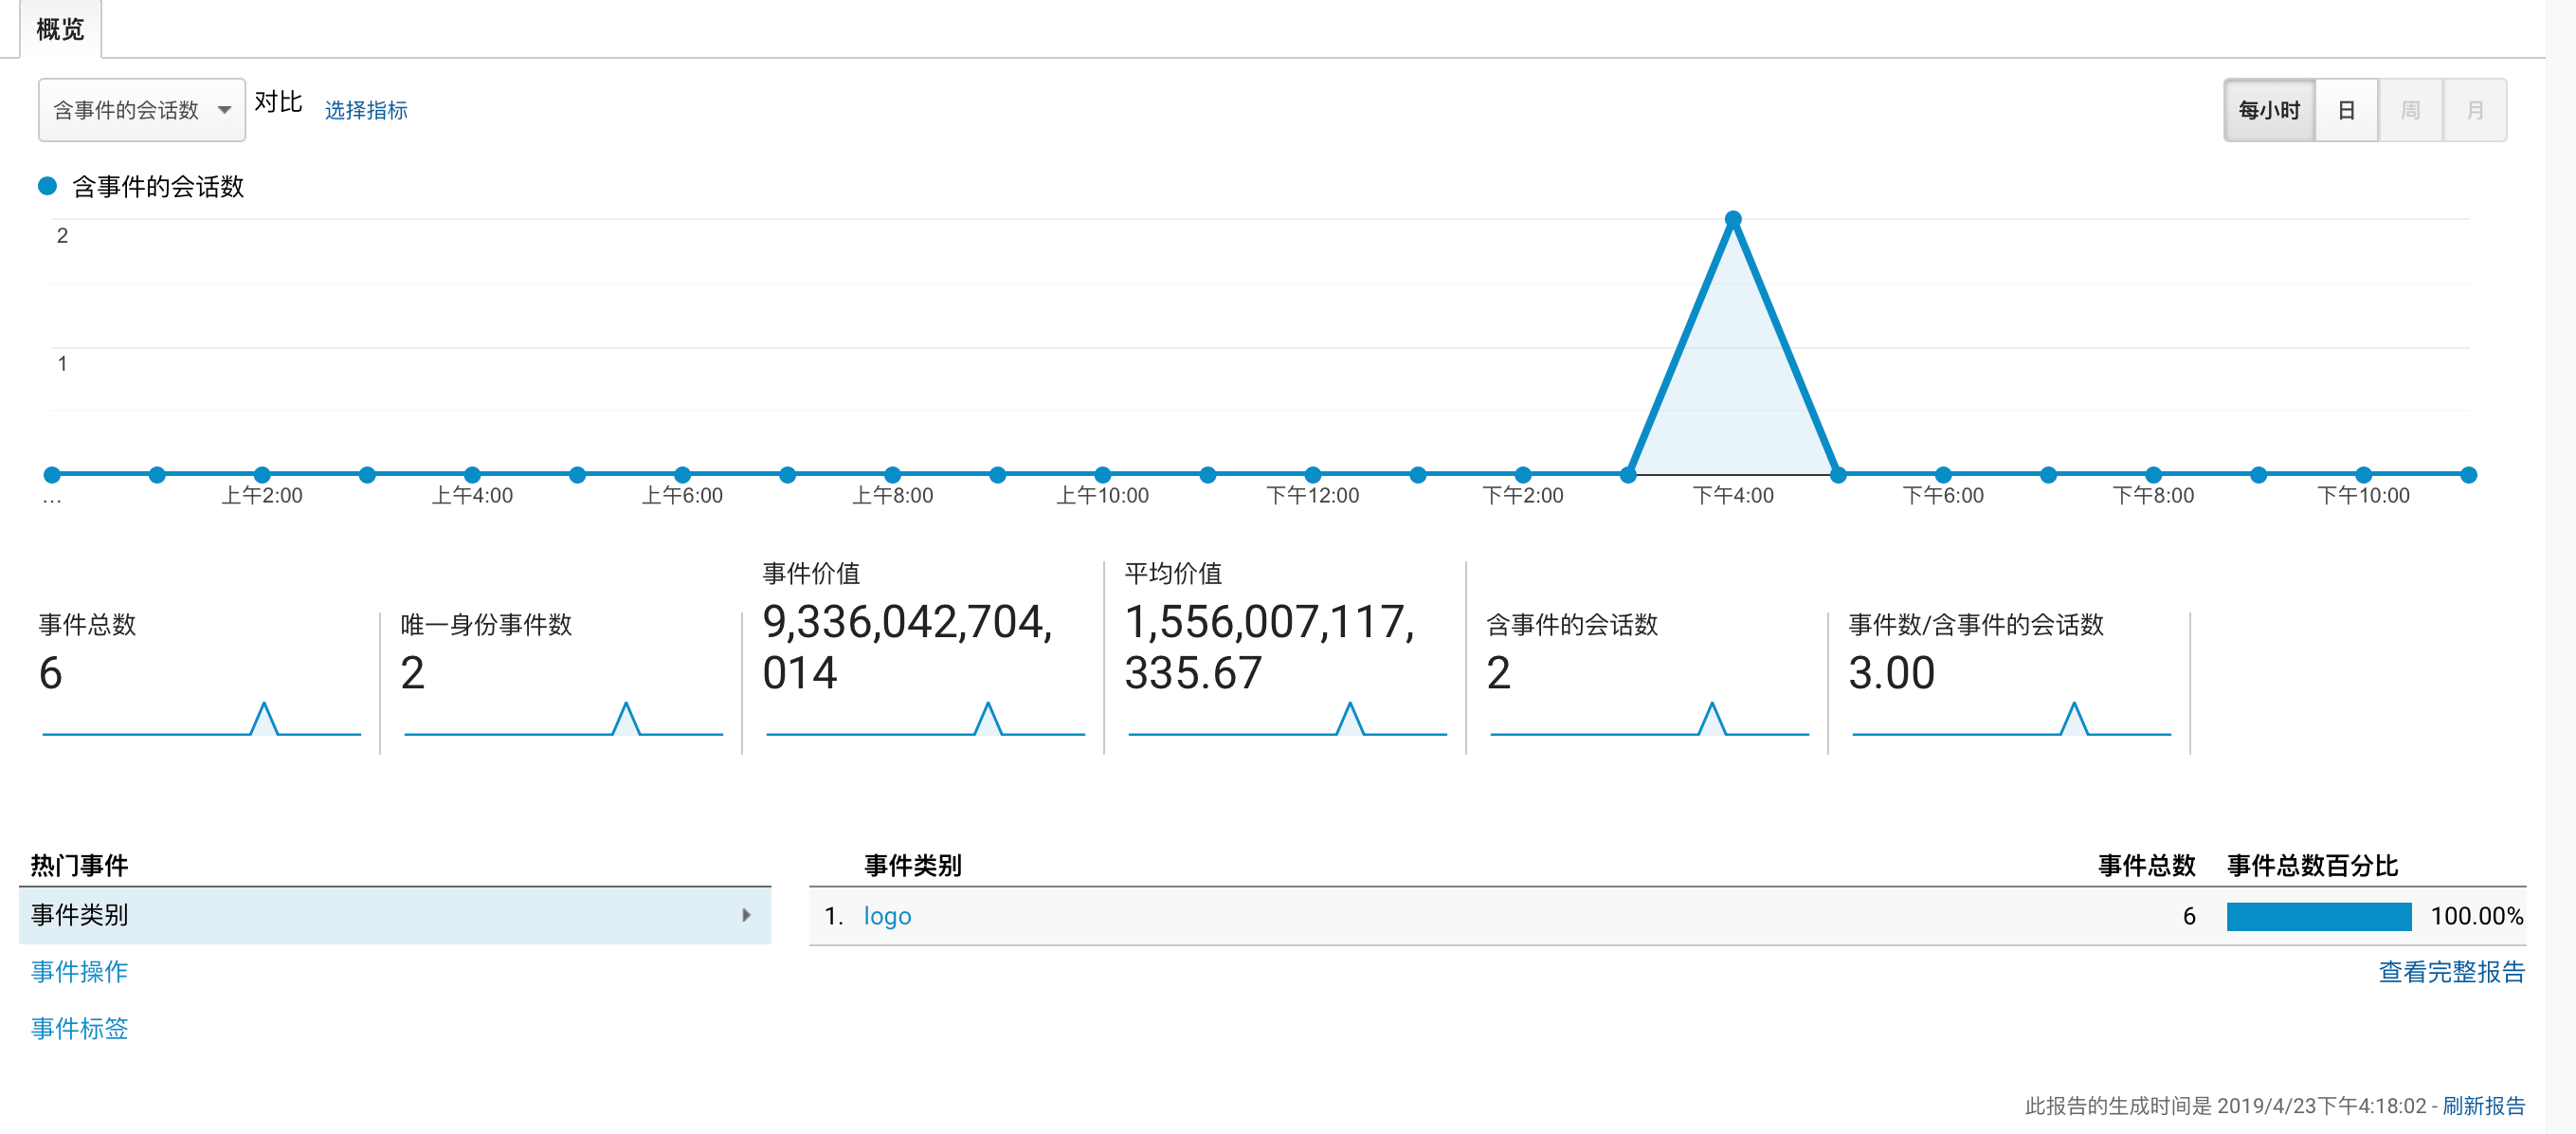 概览
含事件的会话数 对比 选择指标 每小时 日 周 月
含事件的会话数
2
1
... 上午2:00 上午4:00 上午6:00 上午8:00 上午10:00 下午12:00 下午2:00 下午4:00 下午6:00 下午8:00 下午10:00
事件总数
6
唯一身份事件数
2
事件价值
9,336,042,704,
014
平均价值
1,556,007,117,
335.67
含事件的会话数
2
事件数/含事件的会话数
3.00
热门事件
事件类别
事件操作
事件标签
事件类别 事件总数 事件总数百分比
1. logo 6 100.00%
查看完整报告
此报告的生成时间是 2019/4/23下午4:18:02 - 刷新报告